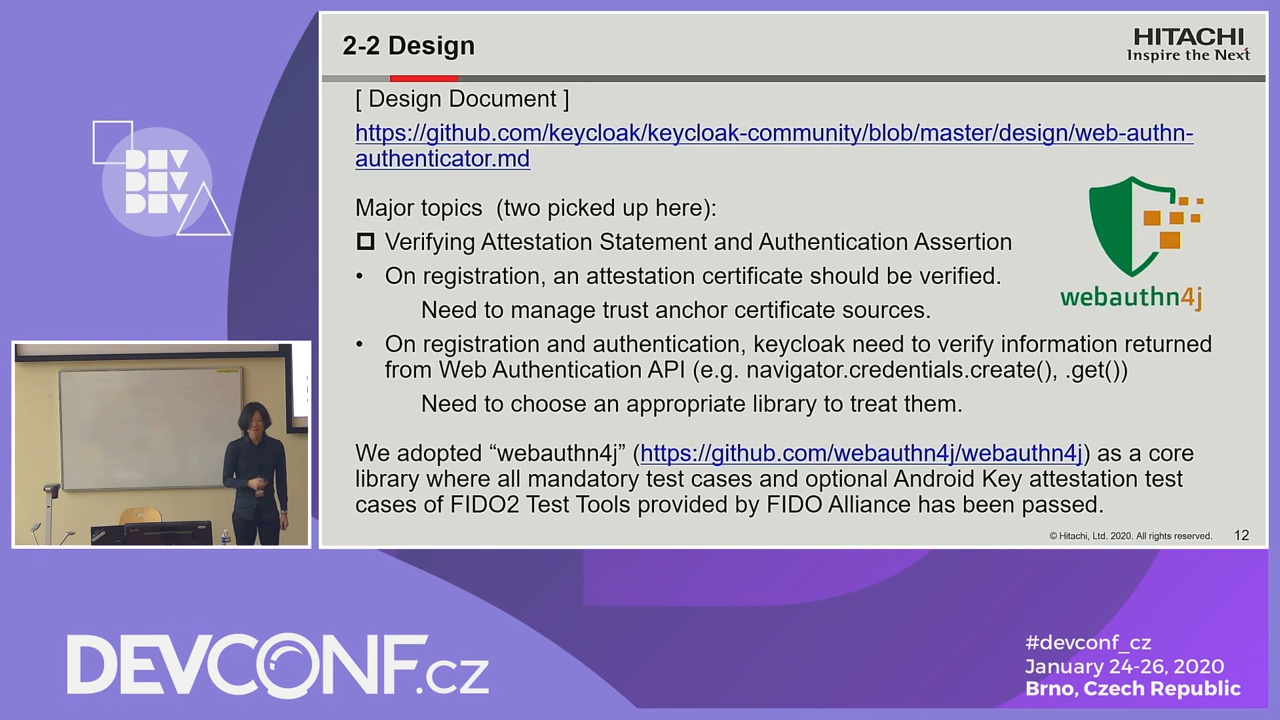 2-2 Design
HITACHI
Inspire the Next
[ Design Document ]
https://github.com/keycloak/keycloak-community/blob/master/design/web-authn-
authenticator.md
Major topics (two picked up here):
Verifying Attestation Statement and Authentication Assertion
• On registration, an attestation certificate should be verified.
Need to manage trust anchor certificate sources.
• On registration and authentication, keycloak need to verify information returned
from Web Authentication API (e.g. navigator.credentials.create(), .get())
Need to choose an appropriate library to treat them.
webauthn4j
We adopted “webauthn4j” (https://github.com/webauthn4j/webauthn4j) as a core
library where all mandatory test cases and optional Android Key attestation test
cases of FIDO2 Test Tools provided by FIDO Alliance has been passed.
© Hitachi, Ltd. 2020. All rights reserved. 12
DEV
DEV
DEV
DEVCONF.cz
#devconf_cz
January 24-26, 2020
Brno, Czech Republic